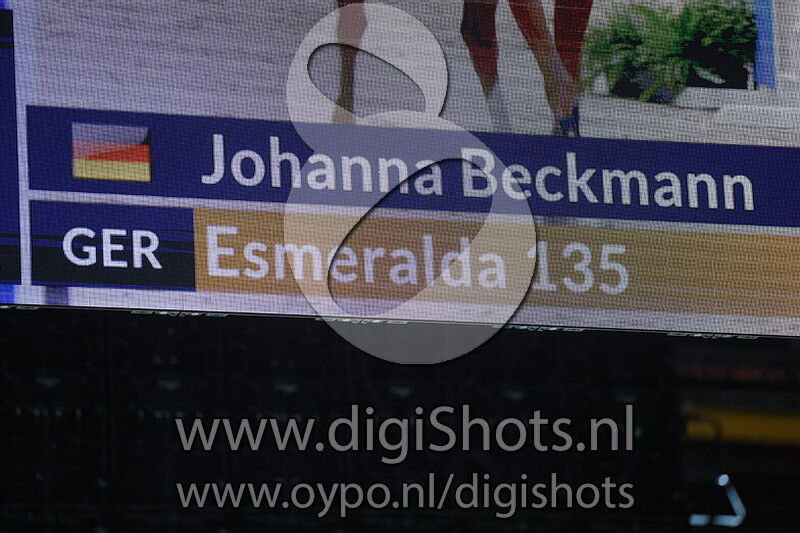 Johanna Beckmann
GER Esmeralda 135
www.digiShots.nl
www.oypo.nl/digishots